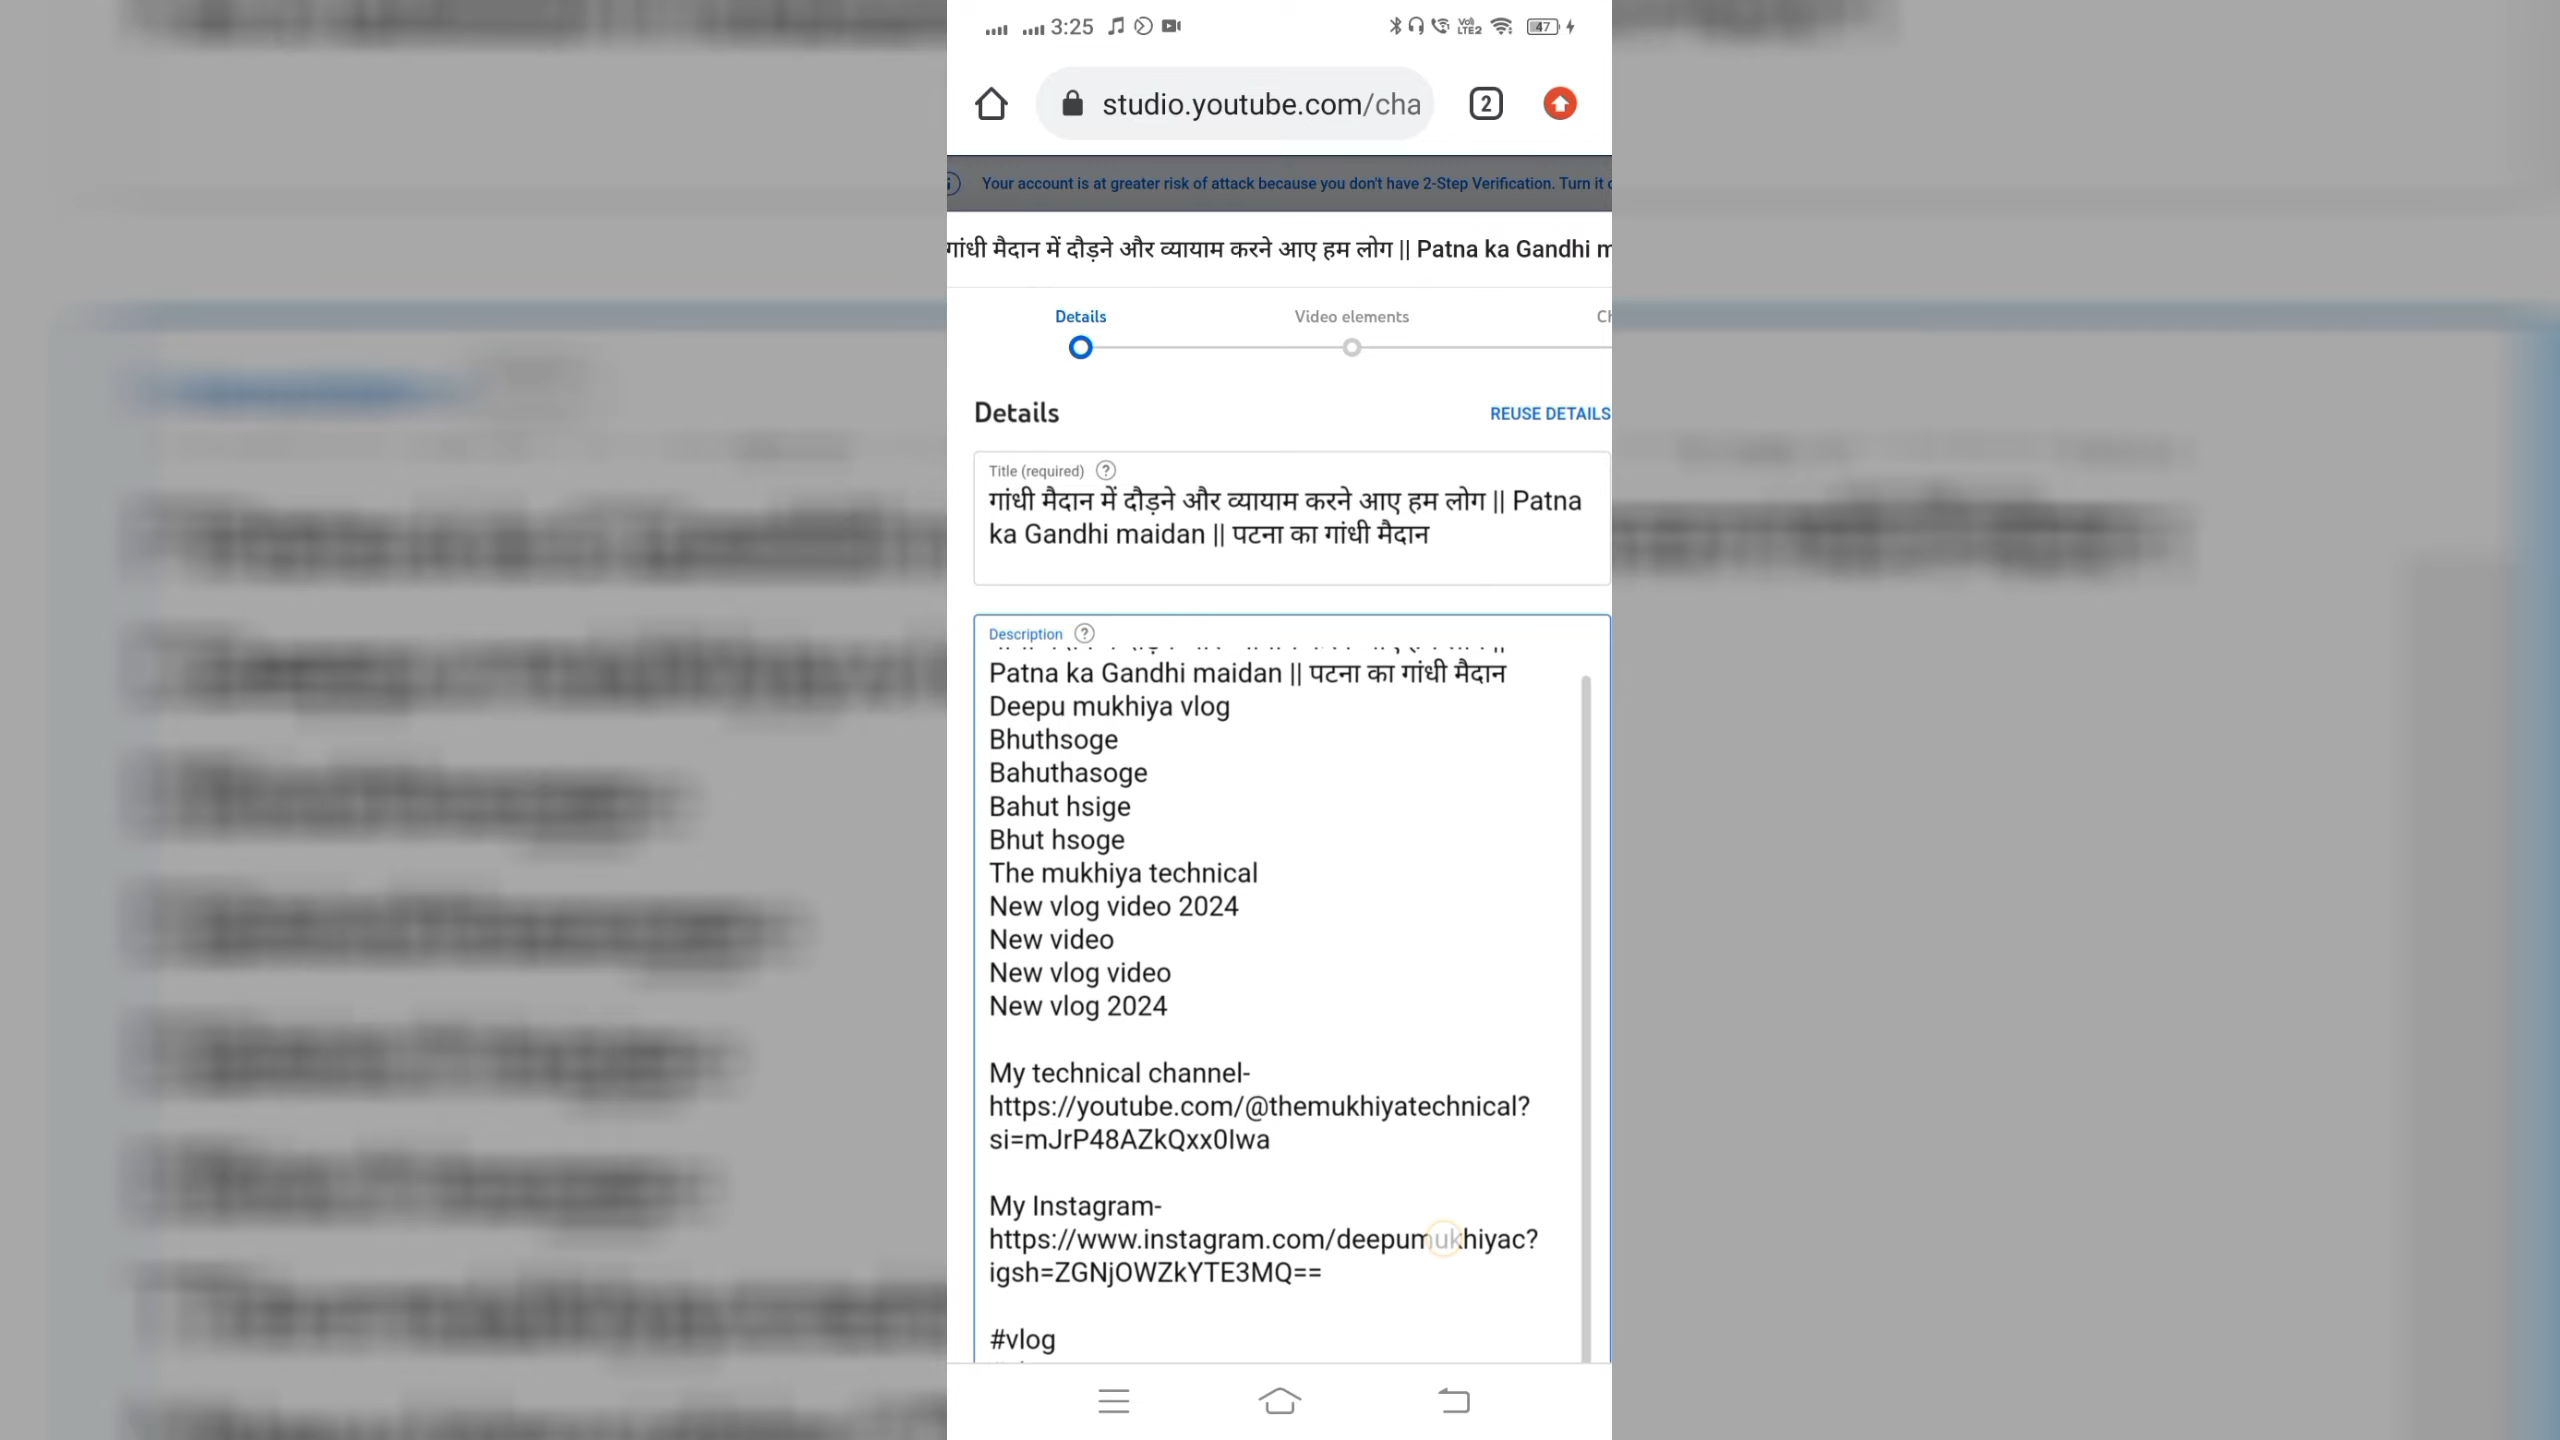 3:25
VoLTE2
47
studio.youtube.com/cha
2
Your account is at greater risk of attack because you don't have 2-Step Verification. Turn it
गांधी मैदान में दौड़ने और व्यायाम करने आए हम लोग || Patna ka Gandhi m
Details
Video elements
Ch
Details
REUSE DETAILS
Title (required) ?
गांधी मैदान में दौड़ने और व्यायाम करने आए हम लोग || Patna
ka Gandhi maidan || पटना का गांधी मैदान
Description ?
Patna ka Gandhi maidan || पटना का गांधी मैदान
Deepu mukhiya vlog
Bhuthsoge
Bahuthasoge
Bahut hsige
Bhut hsoge
The mukhiya technical
New vlog video 2024
New video
New vlog video
New vlog 2024
My technical channel-
https://youtube.com/@themukhiyatechnical?
si=mJrP48AZkQxx0Iwa
My Instagram-
https://www.instagram.com/deepumukhiyac?
igsh=ZGNjOWZkYTE3MQ==
#vlog